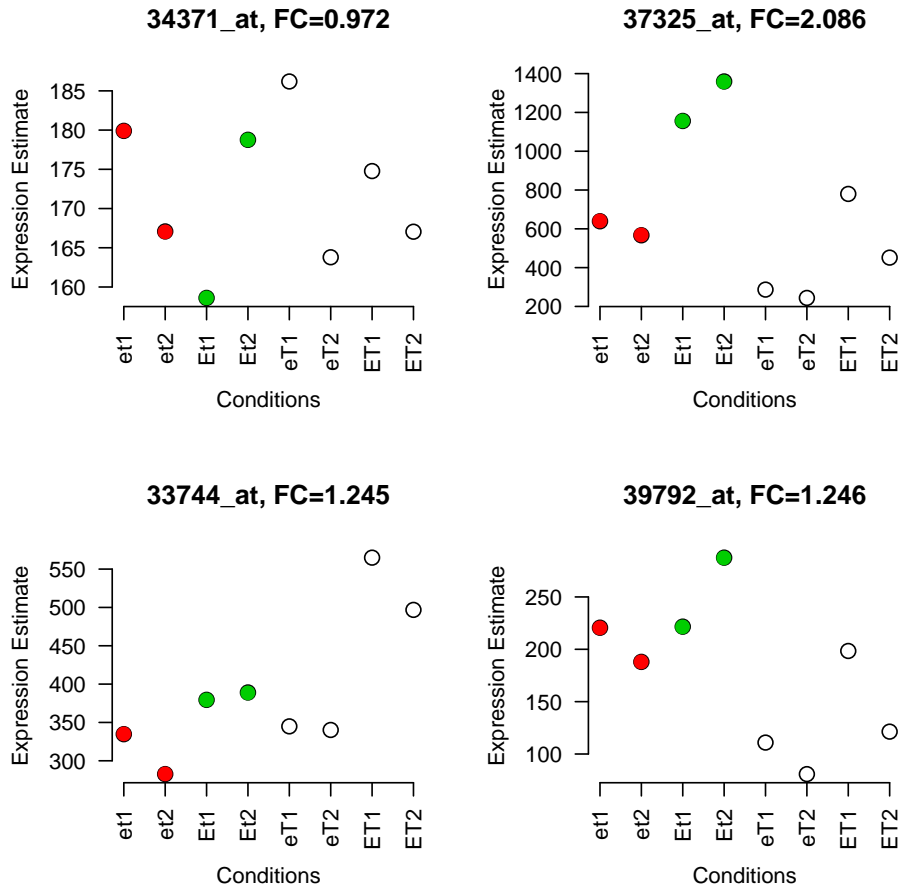 34371_at, FC=0.972
Expression Estimate
185
180
175
170
165
160
et1
et2
Et1
Et2
eT1
eT2
ET1
ET2
Conditions
37325_at, FC=2.086
Expression Estimate
1400
1200
1000
800
600
400
200
et1
et2
Et1
Et2
eT1
eT2
ET1
ET2
Conditions
33744_at, FC=1.245
Expression Estimate
550
500
450
400
350
300
et1
et2
Et1
Et2
eT1
eT2
ET1
ET2
Conditions
39792_at, FC=1.246
Expression Estimate
250
200
150
100
et1
et2
Et1
Et2
eT1
eT2
ET1
ET2
Conditions